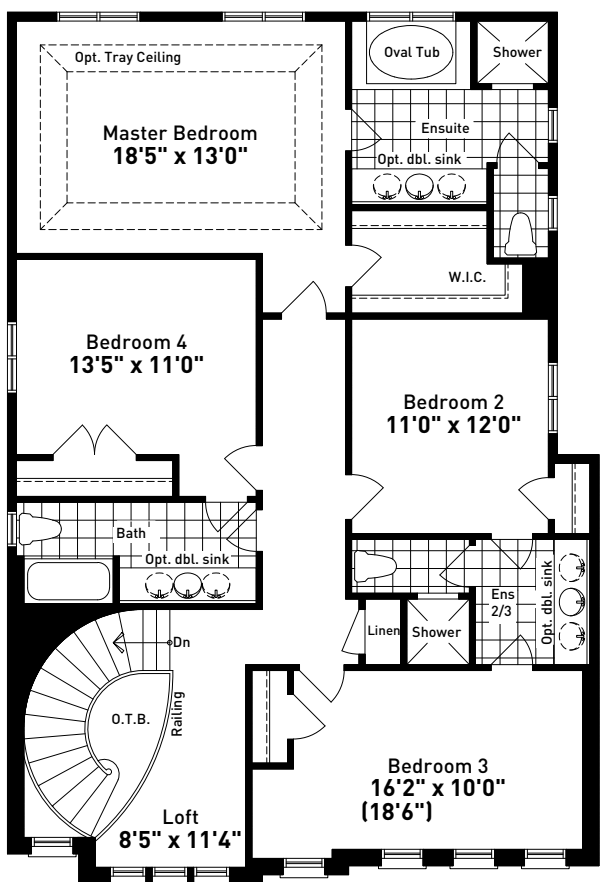 Opt. Tray Ceiling
Master Bedroom
18'5" x 13'0"
Oval Tub
Shower
Ensuite
Opt. dbl. sink
W.I.C.
Bedroom 4
13'5" x 11'0"
Bedroom 2
11'0" x 12'0"
Bath
Opt. dbl. sink
Ens
2/3
Opt. dbl. sink
Linen
Shower
Dn
Railing
O.T.B.
Loft
8'5" x 11'4"
Bedroom 3
16'2" x 10'0"
(18'6")